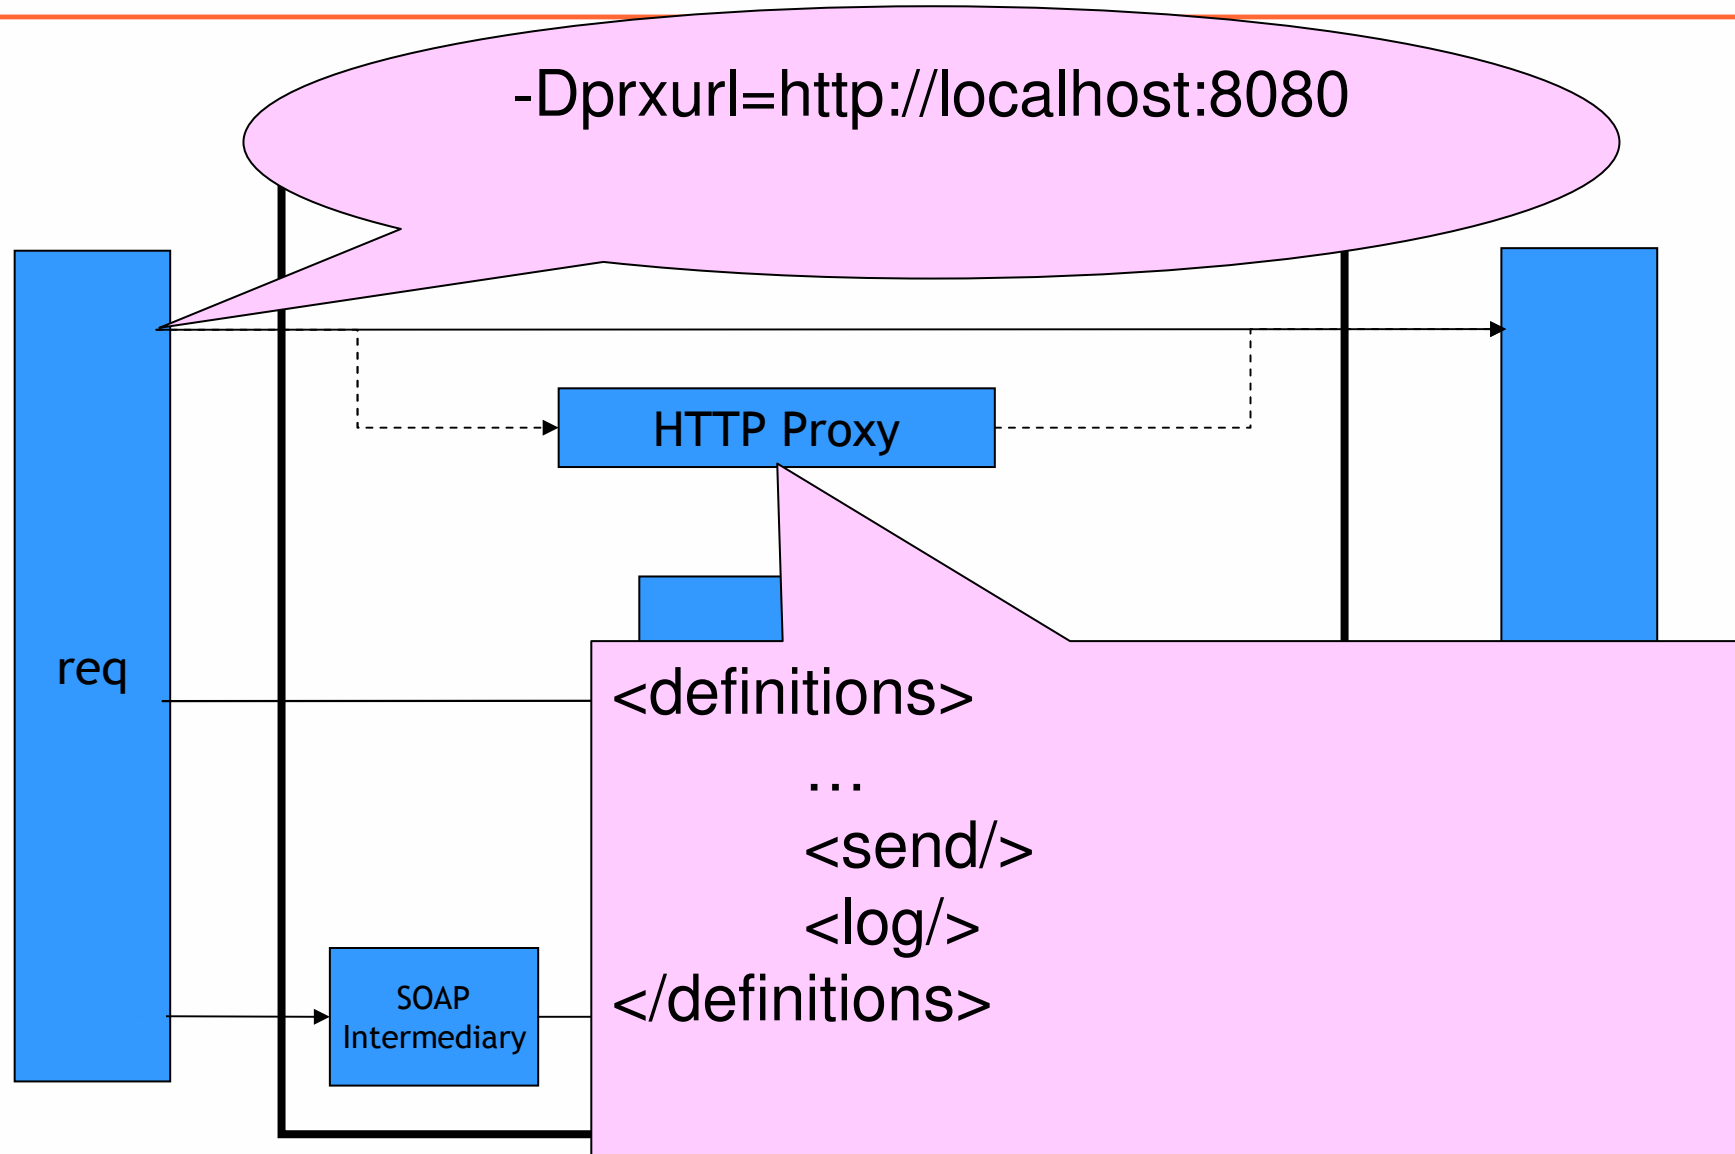 -Dprxurl=http://localhost:8080
HTTP Proxy
req
<definitions>
…
<send/>
<log/>
</definitions>
SOAP
Intermediary